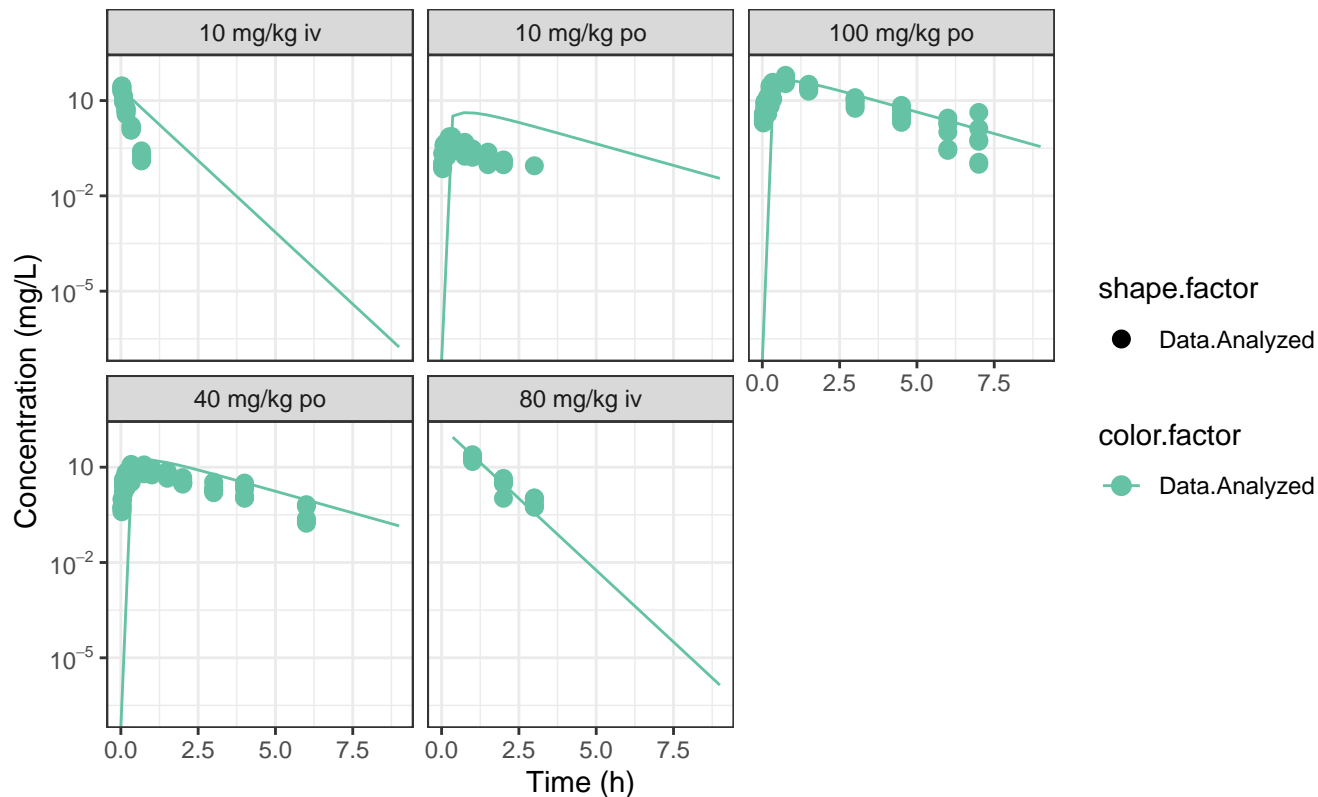 10 mg/kg iv
10 mg/kg po
100 mg/kg po
10
10⁻²
10⁻⁵
0.0 2.5 5.0 7.5
40 mg/kg po
80 mg/kg iv
10
10⁻²
10⁻⁵
0.0 2.5 5.0 7.5
0.0 2.5 5.0 7.5
Time (h)
Concentration (mg/L)
shape.factor
Data.Analyzed
color.factor
Data.Analyzed